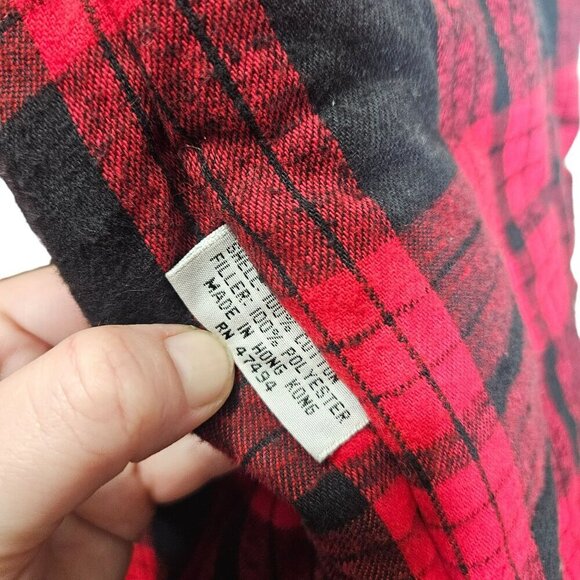 SHELL: 100% COTTON
FILLER: 100% POLYESTER
MADE IN HONG KONG
RN 47494